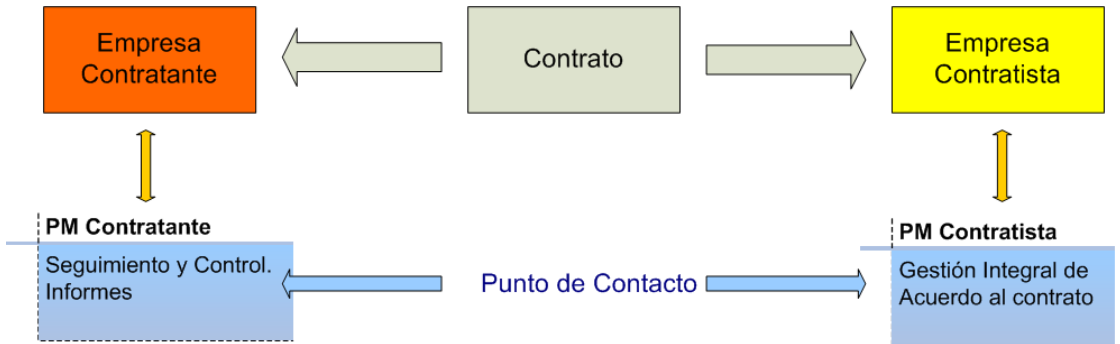 Empresa
Contratante
Contrato
Empresa
Contratista
PM Contratante
Seguimiento y Control.
Informes
Punto de Contacto
PM Contratista
Gestión Integral de
Acuerdo al contrato